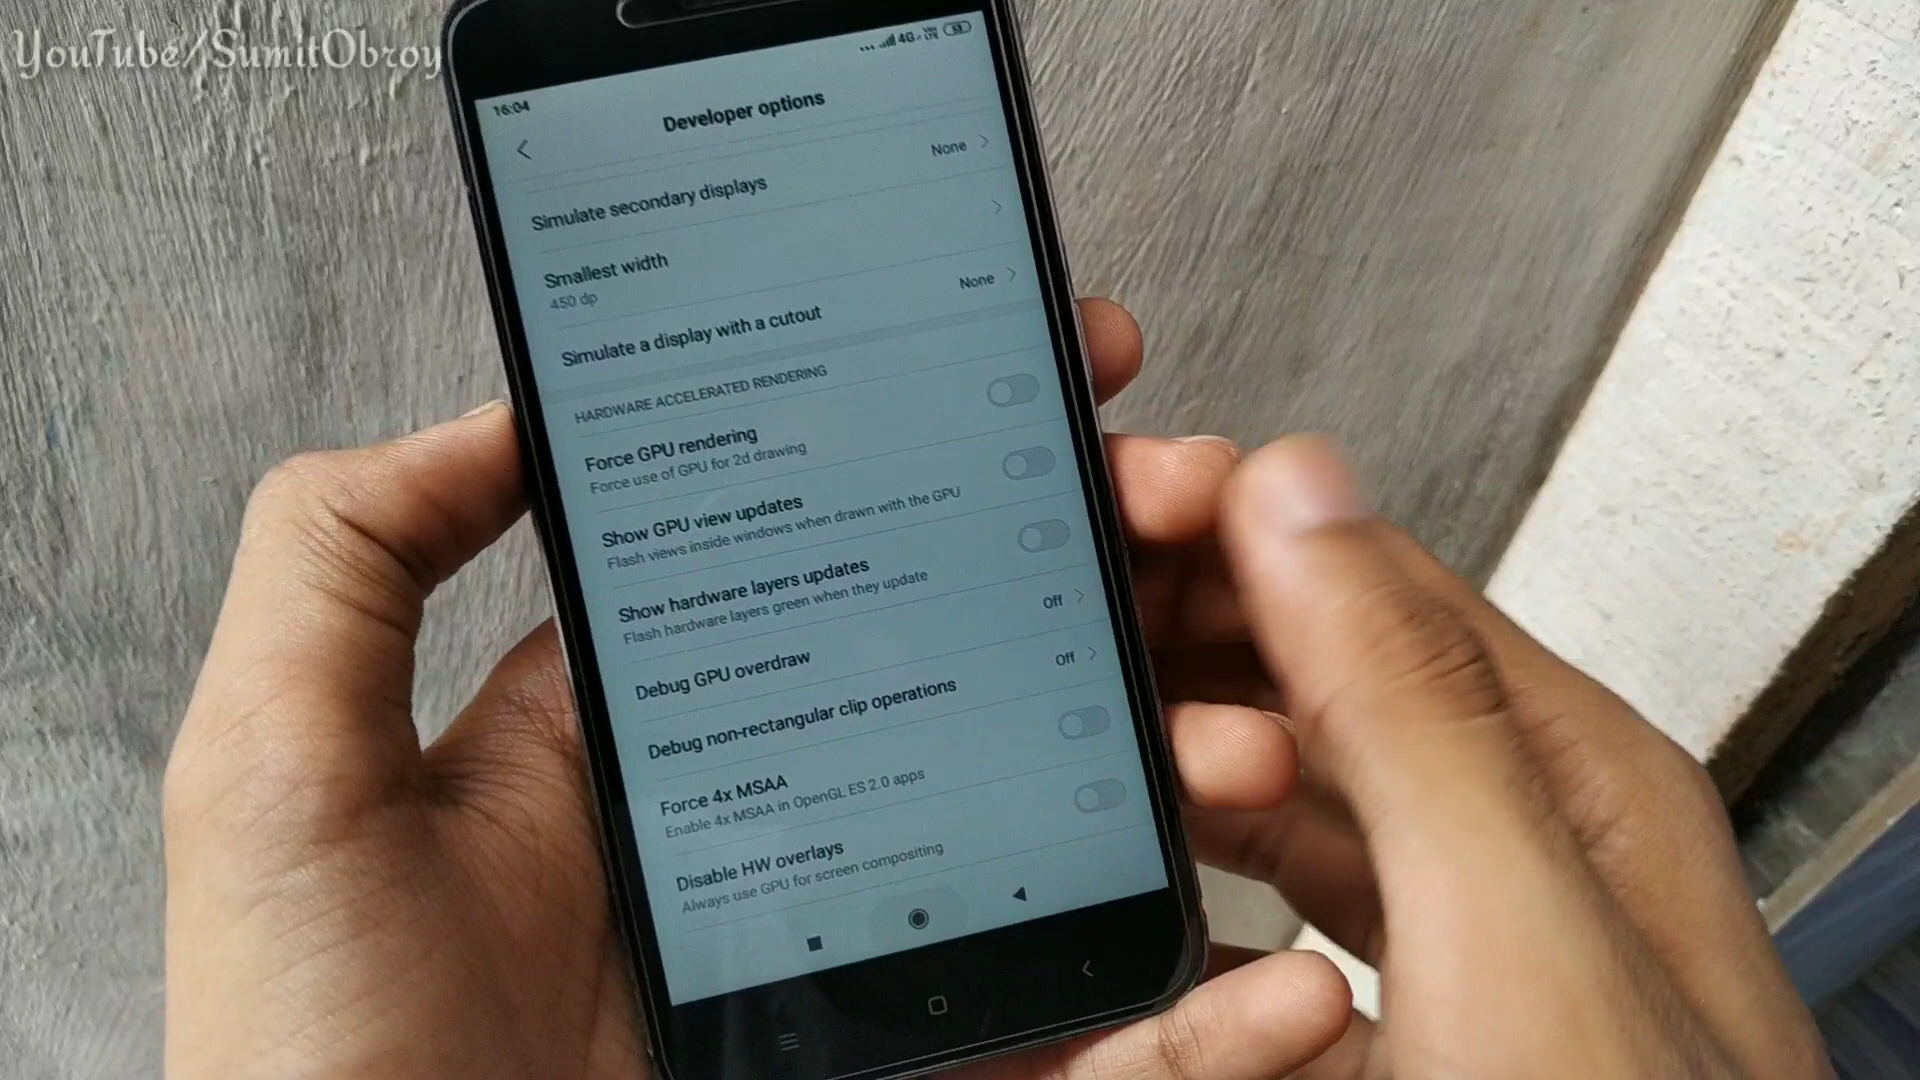 YouTube/SumitObzoy
16:04
4G
Vo LTE
53
Developer options
Simulate secondary displays
None
Smallest width
450 dp
Simulate a display with a cutout
None
HARDWARE ACCELERATED RENDERING
Force GPU rendering
Force use of GPU for 2d drawing
Show GPU view updates
Flash views inside windows when drawn with the GPU
Show hardware layers updates
Flash hardware layers green when they update
Debug GPU overdraw
Off
Debug non-rectangular clip operations
Off
Force 4x MSAA
Enable 4x MSAA in OpenGL ES 2.0 apps
Disable HW overlays
Always use GPU for screen compositing